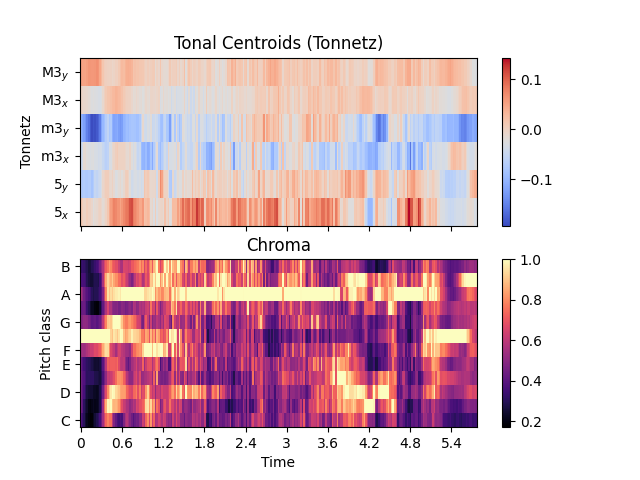 Tonal Centroids (Tonnetz)
Tonnetz
M3y
M3x
m3y
m3x
5y
5x
0.1
0.0
−0.1
Chroma
Pitch class
B
A
G
F
E
D
C
0 0.6 1.2 1.8 2.4 3 3.6 4.2 4.8 5.4
Time
1.0
0.8
0.6
0.4
0.2